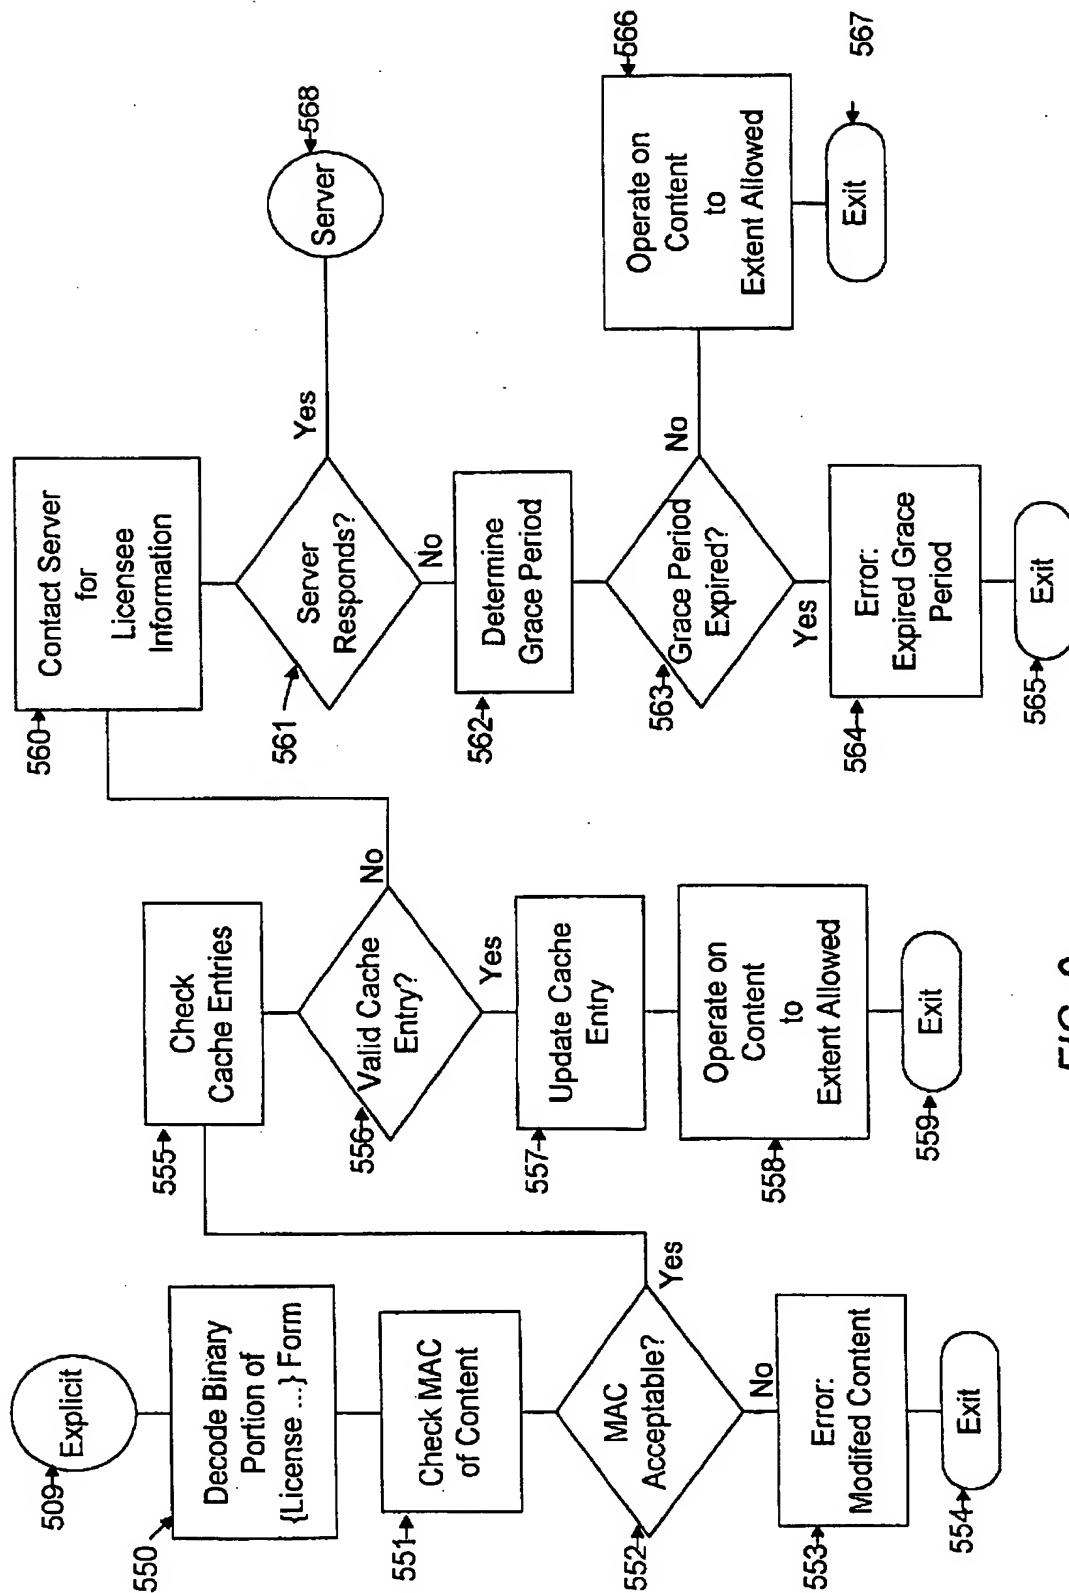 509
Explicit
550
Decode Binary
Portion of
{License ...} Form
551
Check MAC
of Content
552
MAC
Acceptable?
Yes
No
553
Error:
Modifed Content
554
Exit
555
Check
Cache Entries
556
Valid Cache
Entry?
No
Yes
557
Update Cache
Entry
558
Operate on
Content
to
Extent Allowed
559
Exit
560
Contact Server
for
Licensee
Information
561
Server
Responds?
Yes
No
568
Server
562
Determine
Grace Period
563
Grace Period
Expired?
No
Yes
564
Error:
Expired Grace
Period
565
Exit
566
Operate on
Content
to
Extent Allowed
567
Exit
FIG.